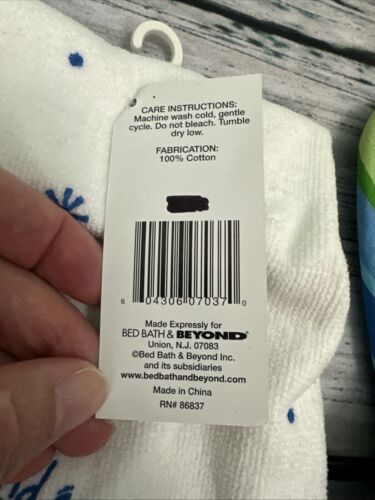 CARE INSTRUCTIONS:
Machine wash cold, gentle
cycle. Do not bleach. Tumble
dry low.
FABRICATION:
100% Cotton
6 04306 07037 0
Made Expressly for
BED BATH & BEYOND®
Union, N.J. 07083
©Bed Bath & Beyond Inc.
and its subsidiaries
www.bedbathandbeyond.com
Made in China
RN# 86837